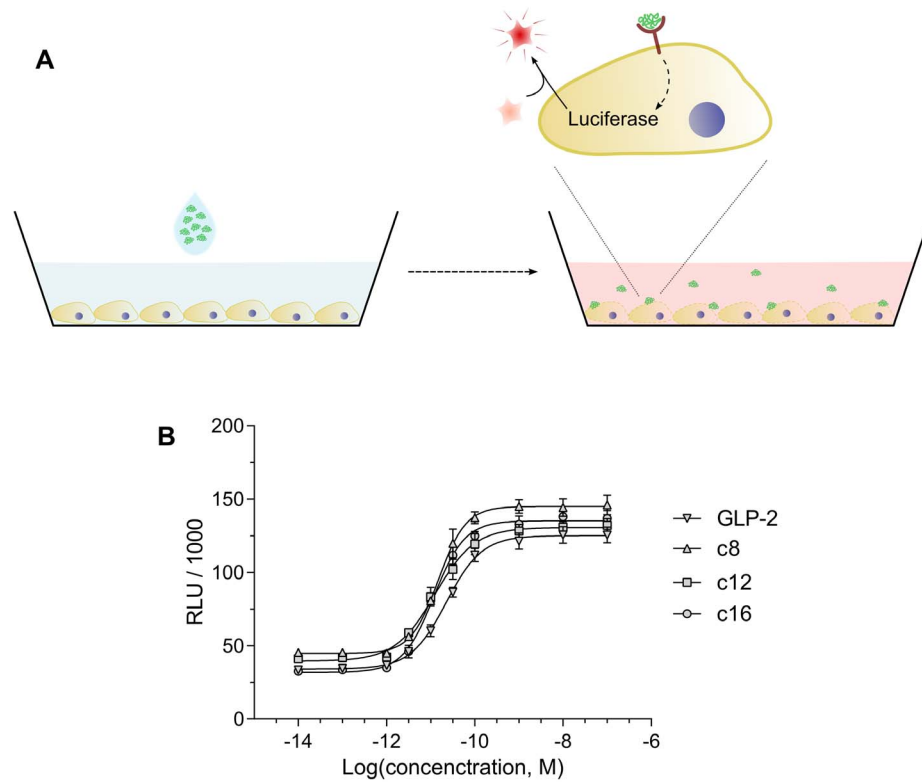 A
Luciferase
B
200
150
100
50
0
RLU / 1000
-14
-12
-10
-8
-6
Log(concenctration, M)
GLP-2
c8
c12
c16